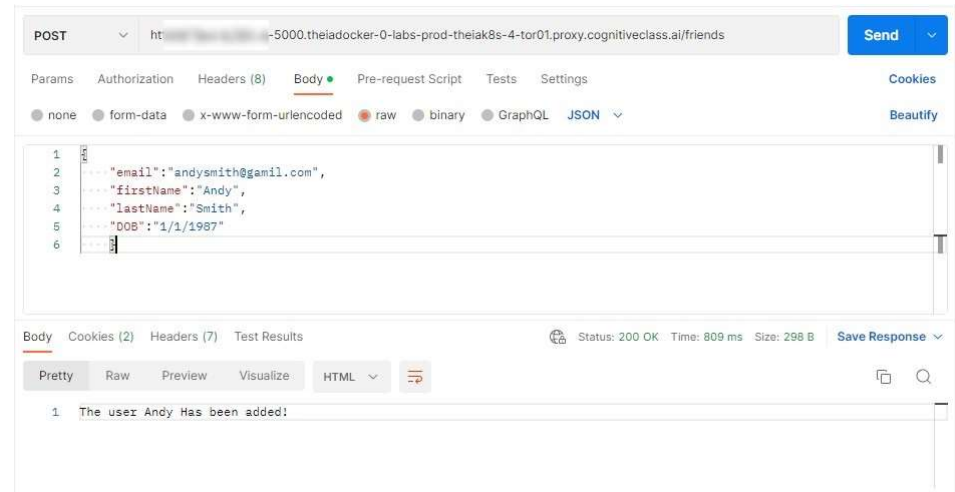 POST ht -5000.theiadocker-0-labs-prod-theiak8s-4-tor01.proxy.cognitiveclass.ai/friends Send
Params Authorization Headers (8) Body Pre-request Script Tests Settings Cookies
none form-data x-www-form-urlencoded raw binary GraphQL JSON Beautify
1 {
2 "email":"andysmith@gamil.com",
3 "firstName":"Andy",
4 "lastName":"Smith",
5 "DOB":"1/1/1987"
6 }
Body Cookies (2) Headers (7) Test Results Status: 200 OK Time: 809 ms Size: 298 B Save Response
Pretty Raw Preview Visualize HTML
1 The user Andy Has been added!